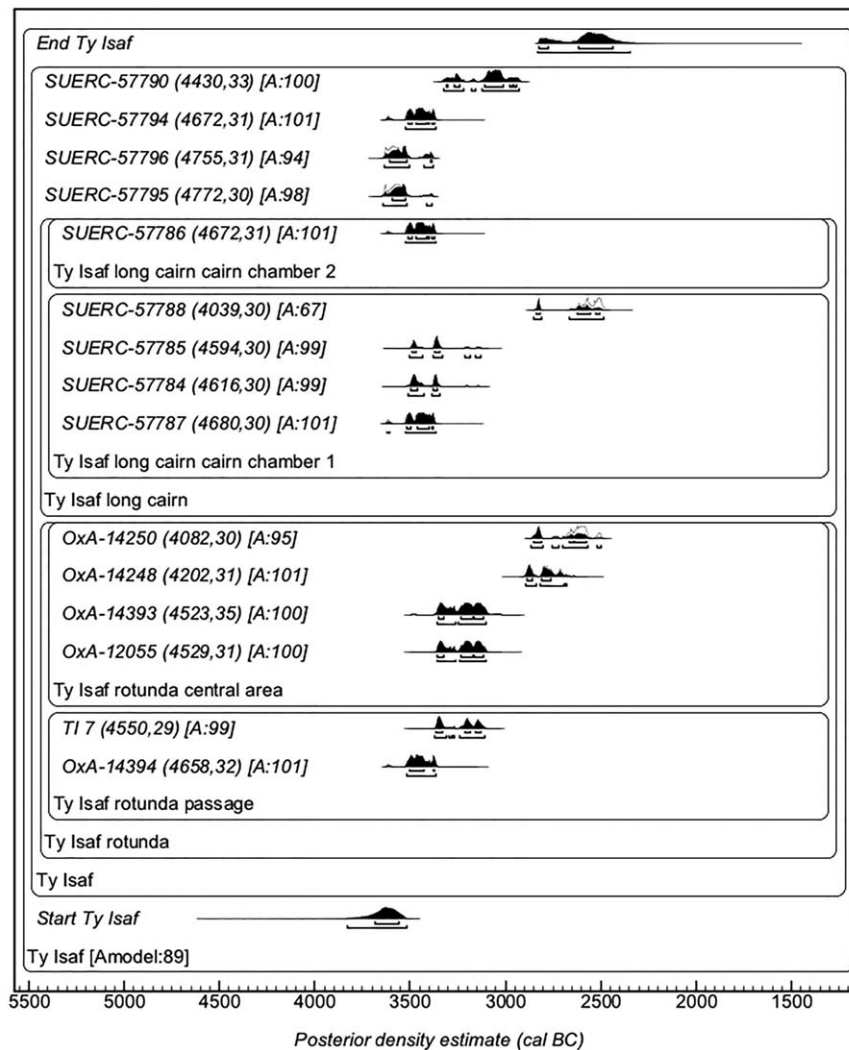 End Ty Isaf
SUERC-57790 (4430,33) [A:100]
SUERC-57794 (4672,31) [A:101]
SUERC-57796 (4755,31) [A:94]
SUERC-57795 (4772,30) [A:98]
SUERC-57786 (4672,31) [A:101]
Ty Isaf long cairn cairn chamber 2
SUERC-57788 (4039,30) [A:67]
SUERC-57785 (4594,30) [A:99]
SUERC-57784 (4616,30) [A:99]
SUERC-57787 (4680,30) [A:101]
Ty Isaf long cairn cairn chamber 1
Ty Isaf long cairn
OxA-14250 (4082,30) [A:95]
OxA-14248 (4202,31) [A:101]
OxA-14393 (4523,35) [A:100]
OxA-12055 (4529,31) [A:100]
Ty Isaf rotunda central area
TI 7 (4550,29) [A:99]
OxA-14394 (4658,32) [A:101]
Ty Isaf rotunda passage
Ty Isaf rotunda
Ty Isaf
Start Ty Isaf
Ty Isaf [Amodel:89]
5500 5000 4500 4000 3500 3000 2500 2000 1500
Posterior density estimate (cal BC)